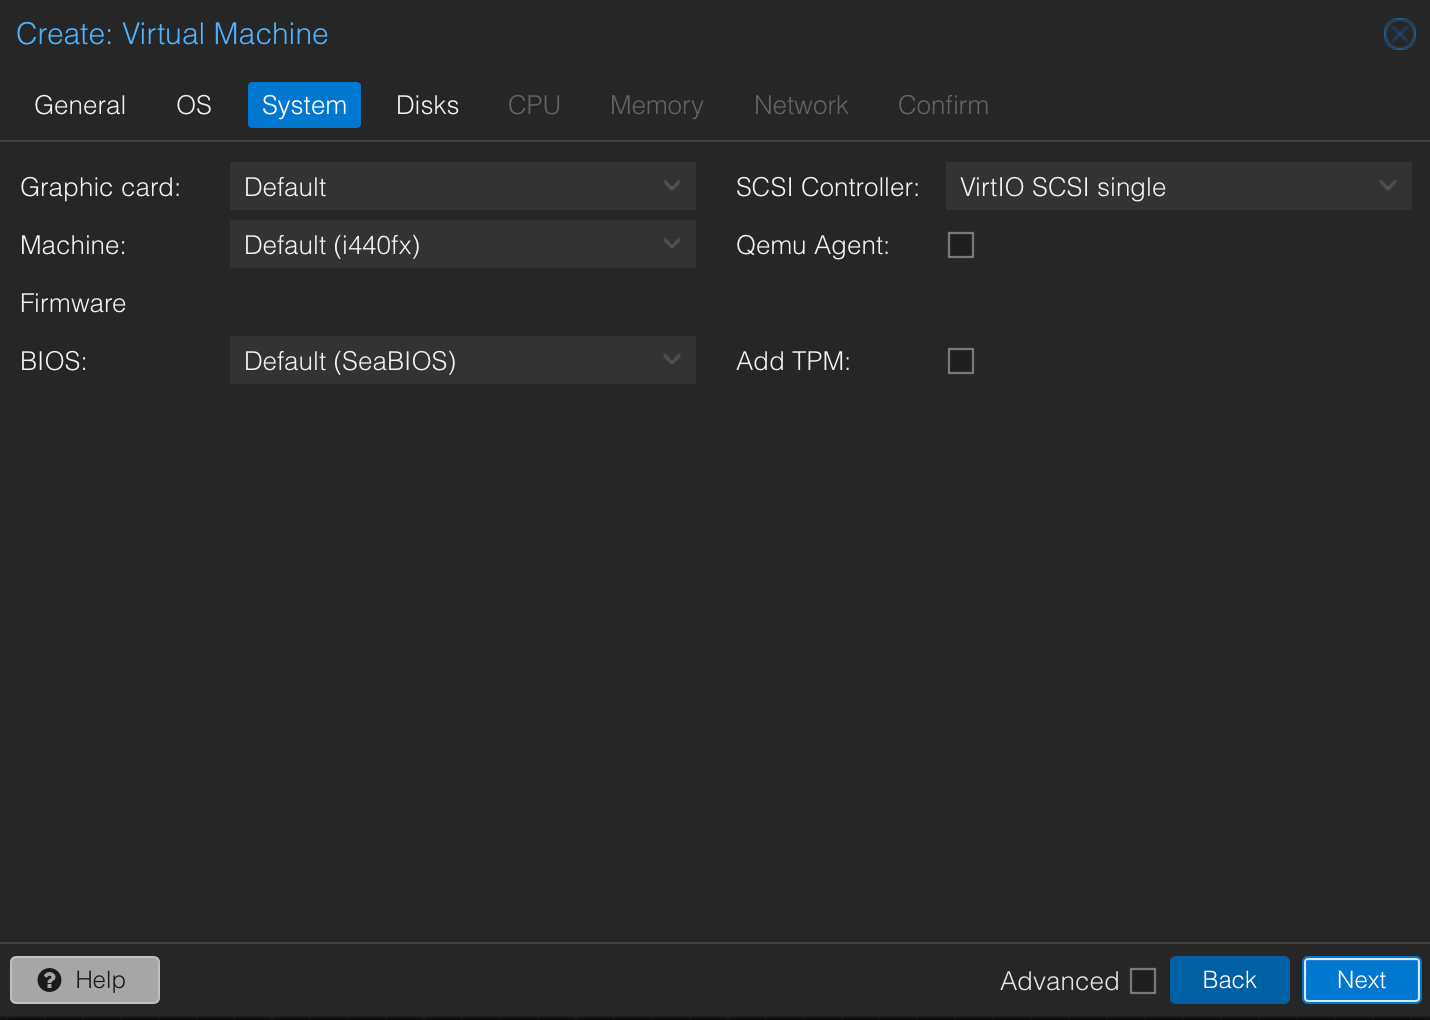 Create: Virtual Machine
General OS System Disks CPU Memory Network Confirm
Graphic card: Default SCSI Controller: VirtIO SCSI single
Machine: Default (i440fx) Qemu Agent:
Firmware
BIOS: Default (SeaBIOS) Add TPM:
Help Advanced Back Next